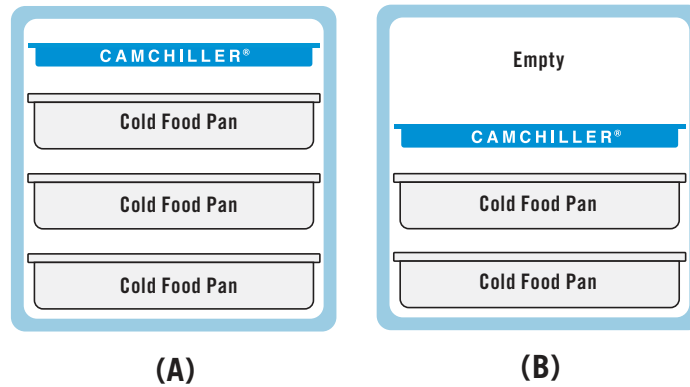 CAMCHILLER®
Cold Food Pan
Cold Food Pan
Cold Food Pan
(A)
Empty
CAMCHILLER®
Cold Food Pan
Cold Food Pan
(B)